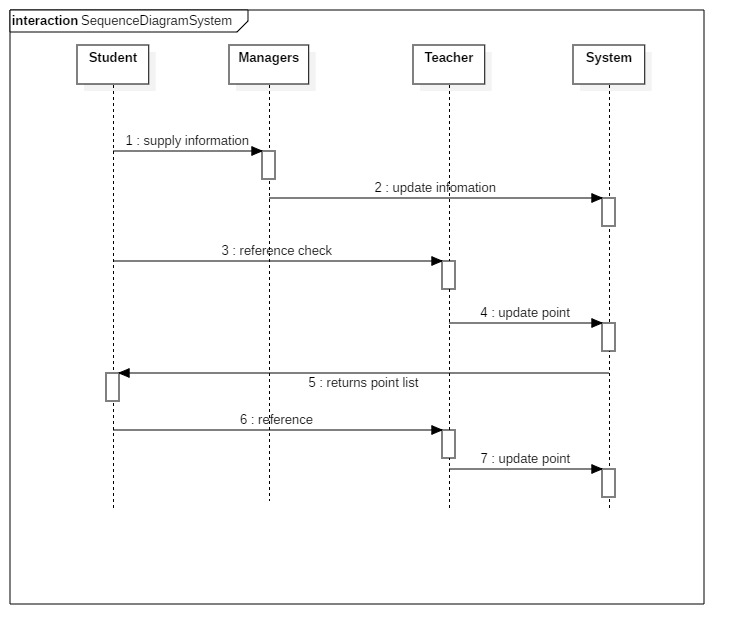 interaction SequenceDiagramSystem
Student Managers Teacher System
1 : supply information
2 : update infomation
3 : reference check
4 : update point
5 : returns point list
6 : reference
7 : update point